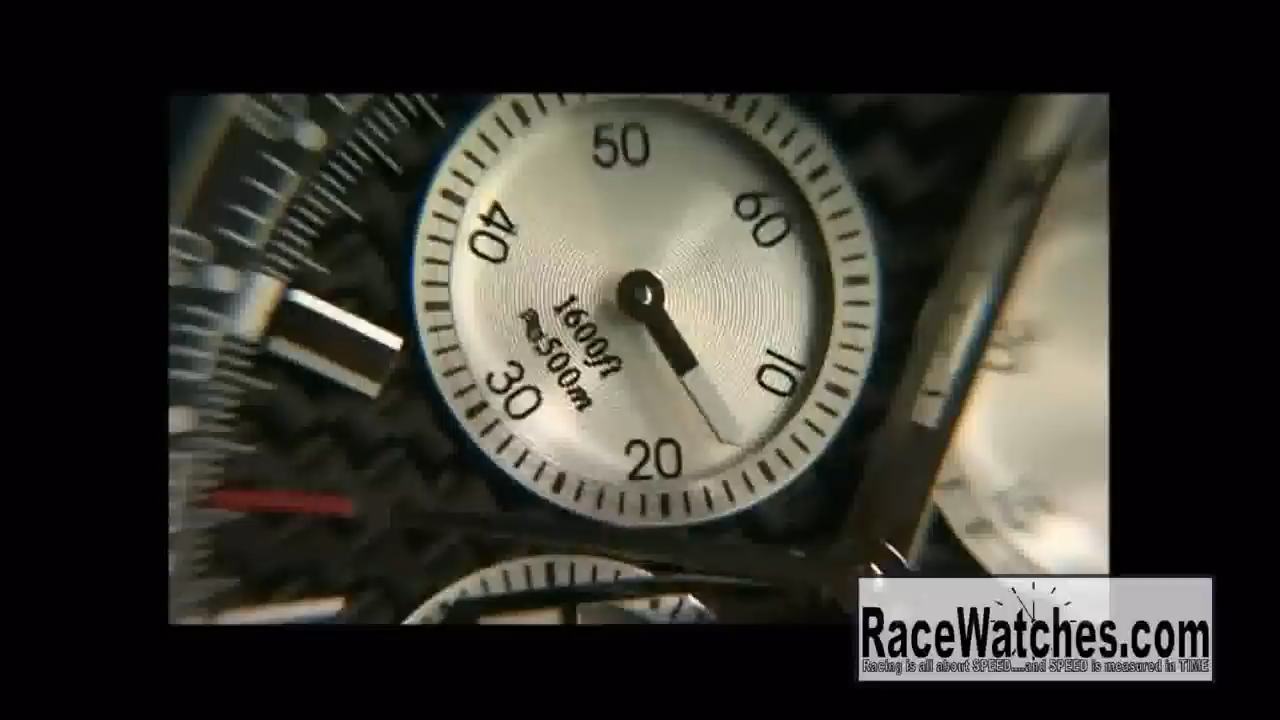 50
60
40
1600ft
500m
10
30
20
RaceWatches.com
Racing is all about SPEED....and SPEED is measured in TIME